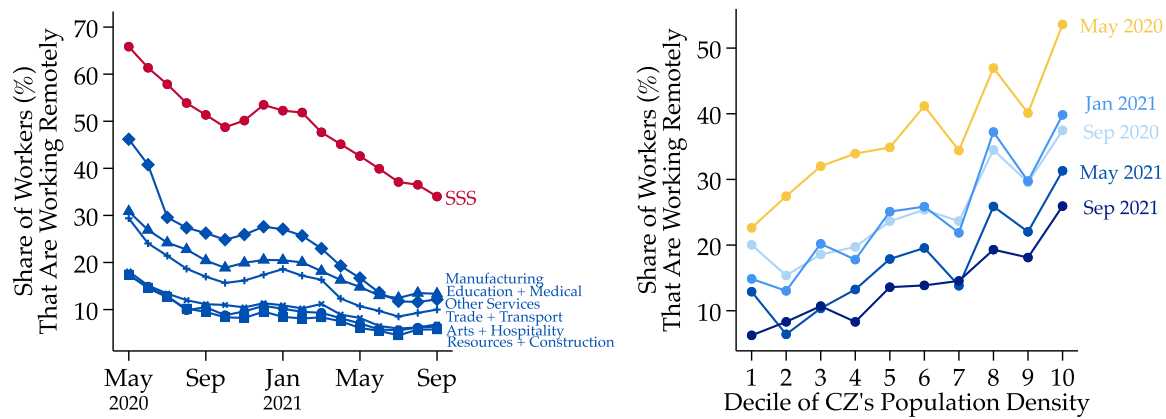 Share of Workers (%)
That Are Working Remotely
70
60
50
40
30
20
10
SSS
Manufacturing
Education + Medical
Other Services
Trade + Transport
Arts + Hospitality
Resources + Construction
May
2020
Sep
Jan
2021
May
Sep
Share of Workers (%)
That Are Working Remotely
50
40
30
20
10
May 2020
Jan 2021
Sep 2020
May 2021
Sep 2021
1 2 3 4 5 6 7 8 9 10
Decile of CZ's Population Density